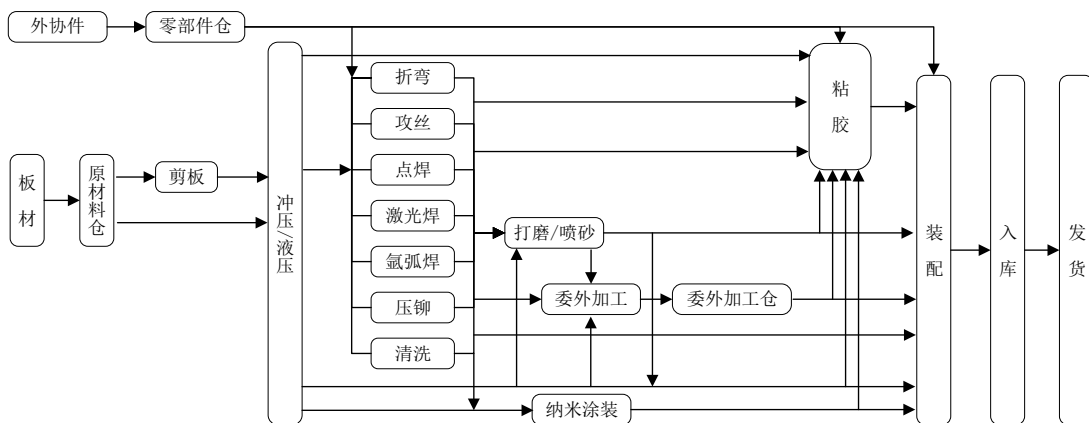 外协件
零部件仓
板材
原材料仓
剪板
冲压/液压
折弯
攻丝
点焊
激光焊
氩弧焊
压铆
清洗
打磨/喷砂
委外加工
委外加工仓
纳米涂装
粘胶
装配
入库
发货